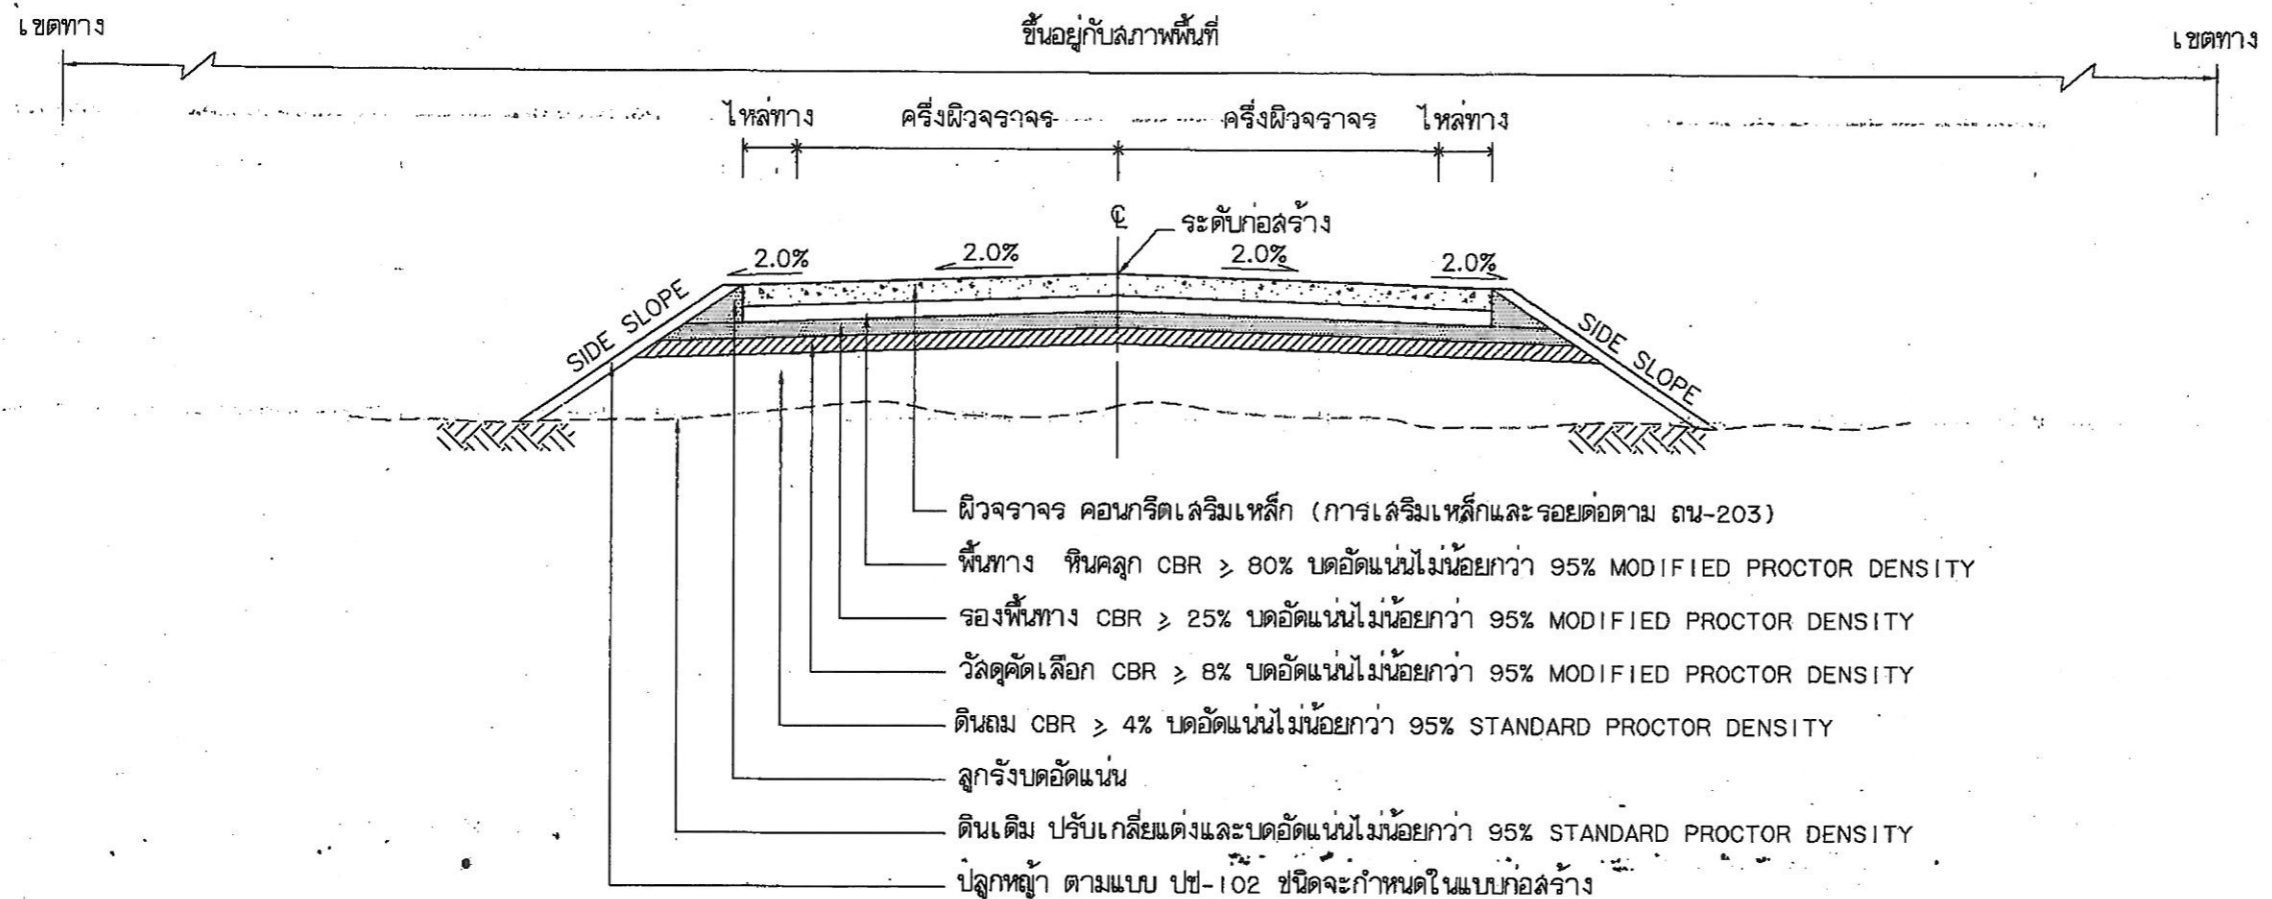 เขตทาง
ขึ้นอยู่กับสภาพพื้นที่
เขตทาง
ไหล่ทาง
ครึ่งผิวจราจร
ครึ่งผิวจราจร
ไหล่ทาง
℄
ระดับก่อสร้าง
2.0%
2.0%
2.0%
2.0%
SIDE SLOPE
SIDE SLOPE
ผิวจราจร คอนกรีตเสริมเหล็ก (การเสริมเหล็กและรอยต่อตาม ถน-203)
พื้นทาง หินคลุก CBR ⩾ 80% บดอัดแน่นไม่น้อยกว่า 95% MODIFIED PROCTOR DENSITY
รองพื้นทาง CBR ⩾ 25% บดอัดแน่นไม่น้อยกว่า 95% MODIFIED PROCTOR DENSITY
วัสดุคัดเลือก CBR ⩾ 8% บดอัดแน่นไม่น้อยกว่า 95% MODIFIED PROCTOR DENSITY
ดินถม CBR ⩾ 4% บดอัดแน่นไม่น้อยกว่า 95% STANDARD PROCTOR DENSITY
ลูกรังบดอัดแน่น
ดินเดิม ปรับเกลี่ยแต่งและบดอัดแน่นไม่น้อยกว่า 95% STANDARD PROCTOR DENSITY
ปลูกหญ้า ตามแบบ ปข-102 ชนิดจะกำหนดในแบบก่อสร้าง